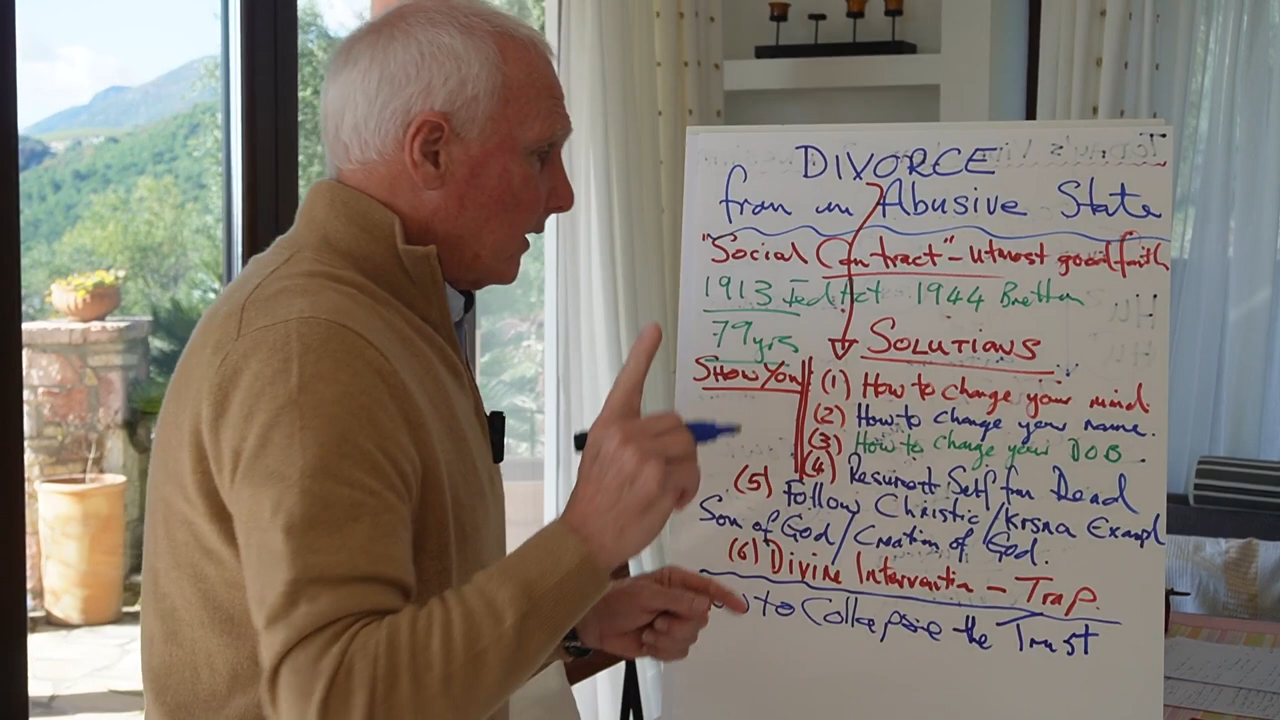 DIVORCE
from an Abusive State
"Social Contract" - utmost good faith
1913 Fed Act 1944 Bretton
79yrs
SOLUTIONS
SHOW YOU
(1) How to change your mind.
(2) How to change your name.
(3) How to change your DOB.
(4) Resurrett Self from Dead
(5) Follow Christic/Krsna Exampl
Son of God/Creation of God.
(6) Divine Intervention - Trap.
to Collapse the Trust